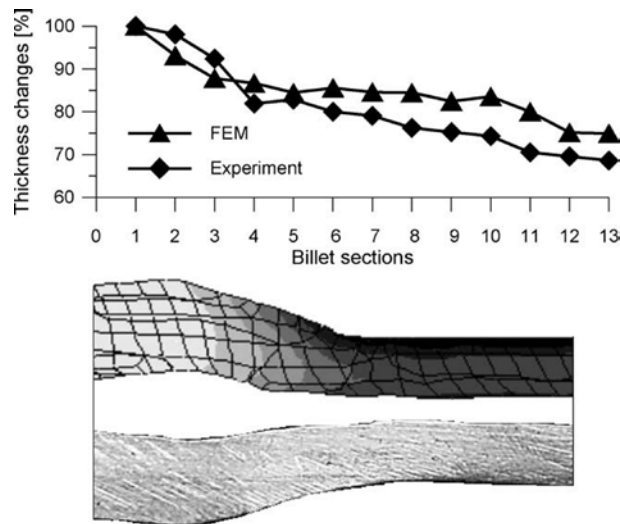 Thickness changes [%]
100
90
80
70
60
FEM
Experiment
0 1 2 3 4 5 6 7 8 9 10 11 12 13
Billet sections